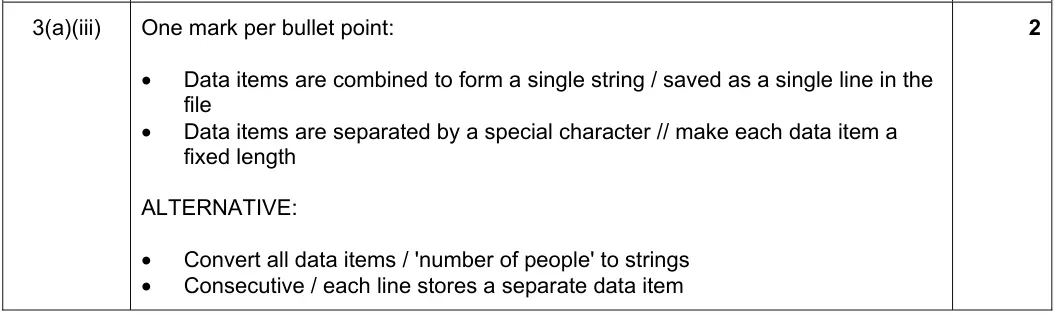 3(a)(iii) One mark per bullet point: 2
• Data items are combined to form a single string / saved as a single line in the
file
• Data items are separated by a special character // make each data item a
fixed length
ALTERNATIVE:
• Convert all data items / 'number of people' to strings
• Consecutive / each line stores a separate data item